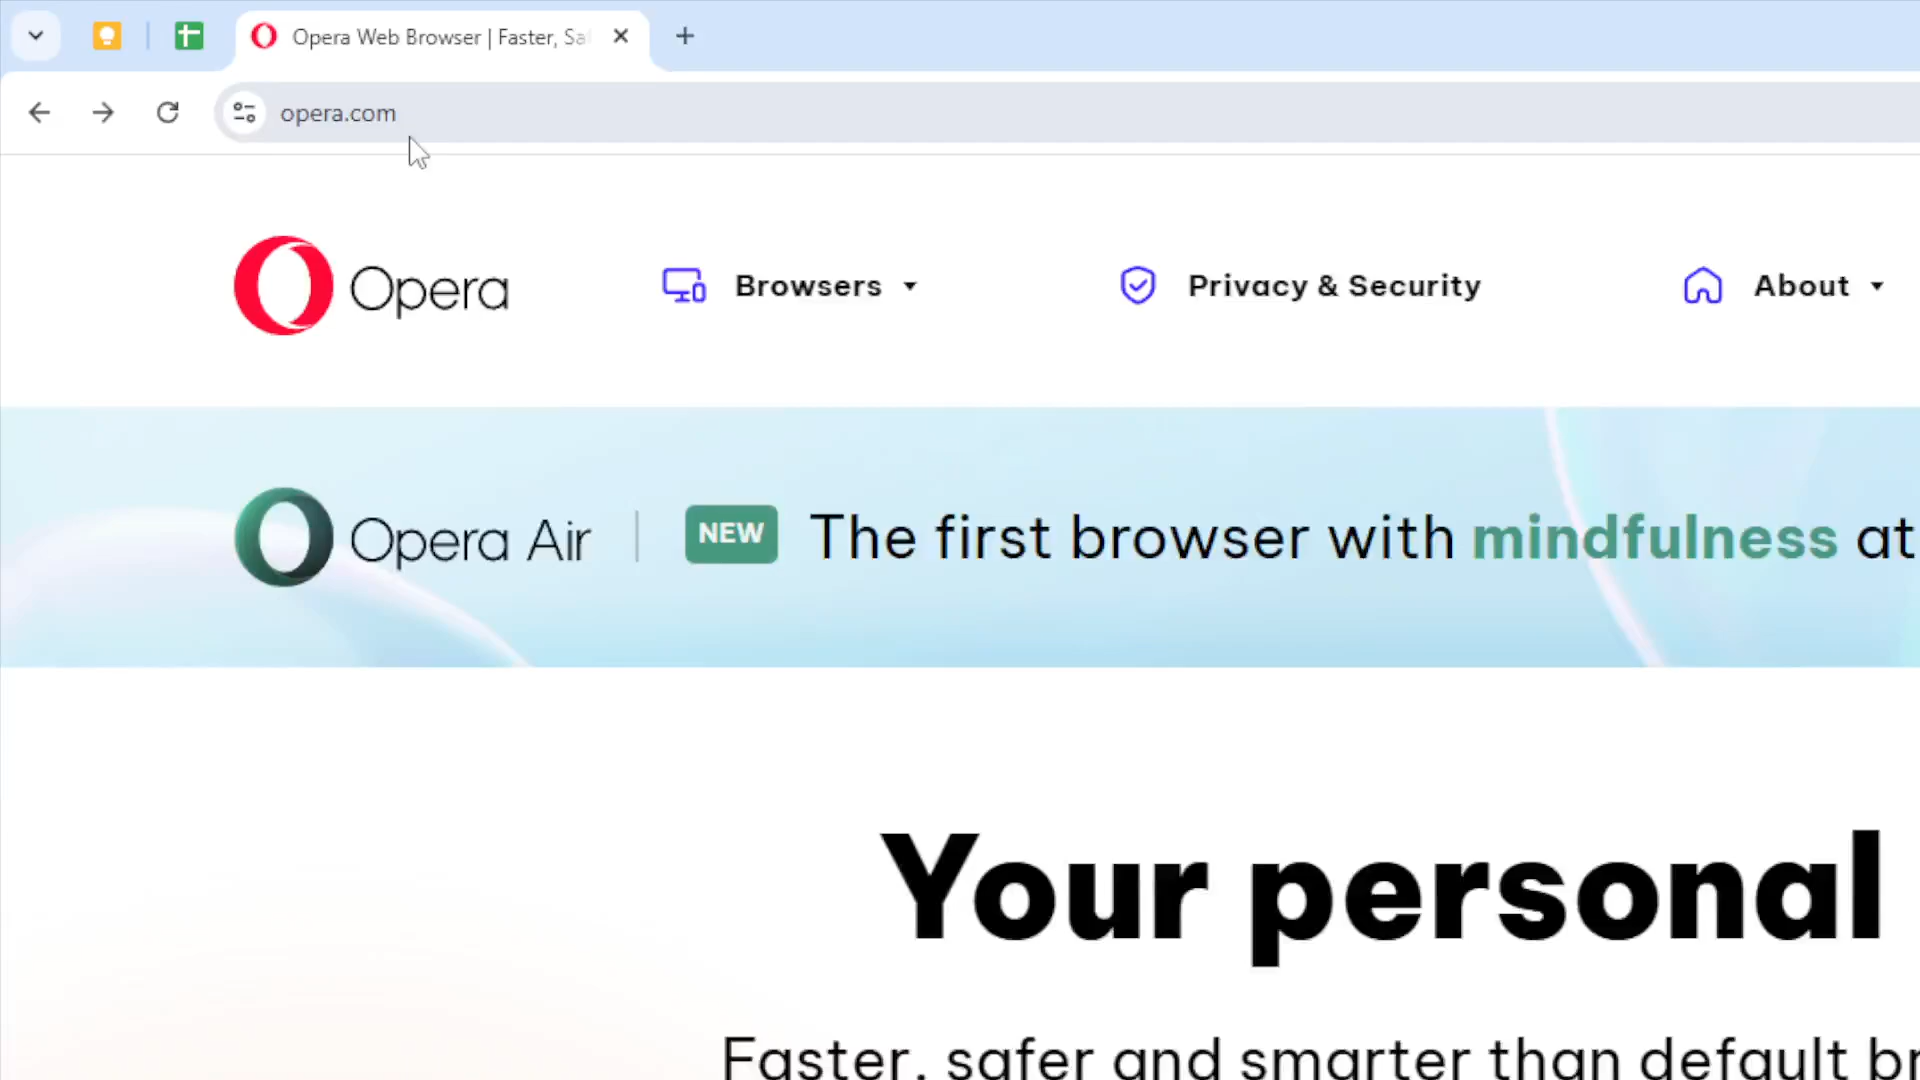 Opera Web Browser | Faster, Sa
opera.com
Opera
Browsers
Privacy & Security
About
Opera Air
NEW
The first browser with mindfulness at
Your personal
Faster, safer and smarter than default br